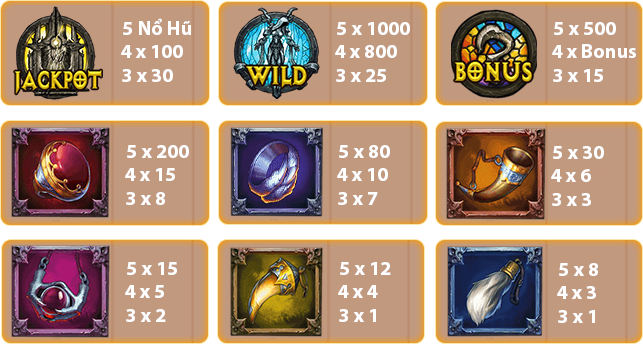 JACKPOT
5 Nổ Hũ
4 x 100
3 x 30
WILD
5 x 1000
4 x 800
3 x 25
BONUS
5 x 500
4 x Bonus
3 x 15
5 x 200
4 x 15
3 x 8
5 x 80
4 x 10
3 x 7
5 x 30
4 x 6
3 x 3
5 x 15
4 x 5
3 x 2
5 x 12
4 x 4
3 x 1
5 x 8
4 x 3
3 x 1